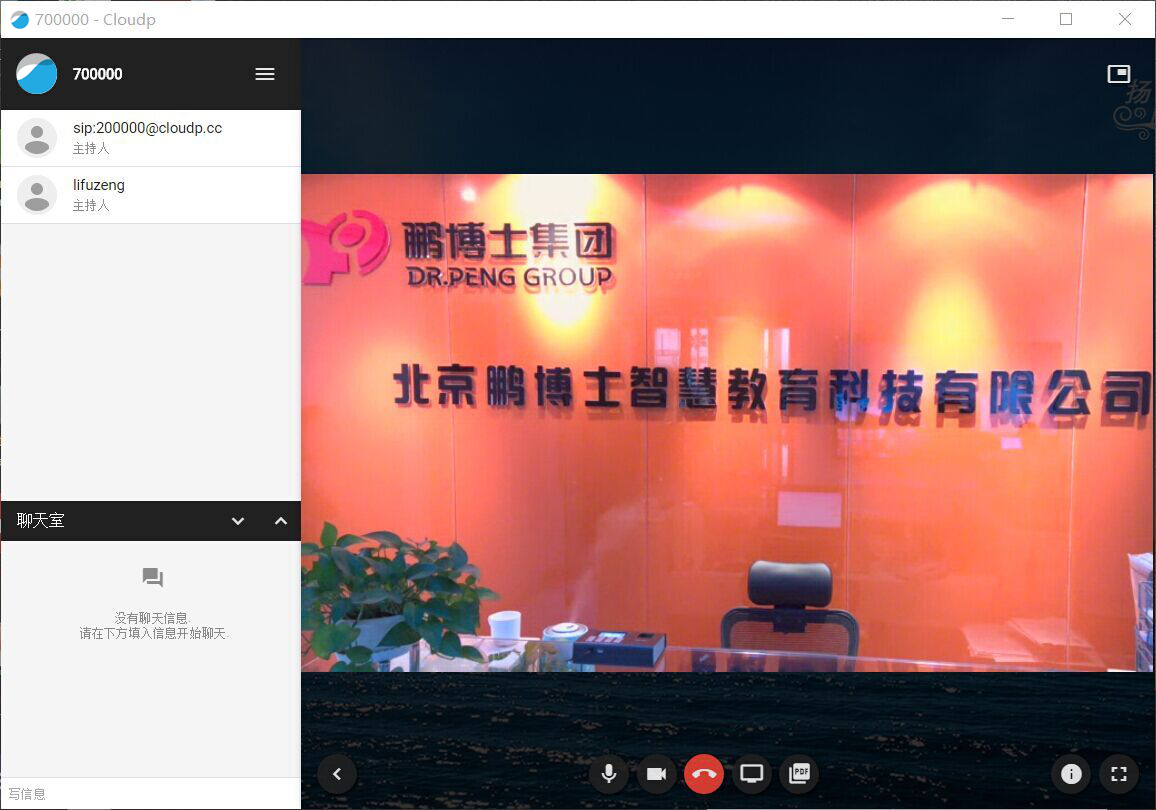 700000 - Cloudp
700000
sip:200000@cloudp.cc
主持人
lifuzeng
主持人
聊天室
没有聊天信息.
请在下方填入信息开始聊天.
写信息
扬
鹏博士集团
DR.PENG GROUP
北京鹏博士智慧教育科技有限公司
PDF